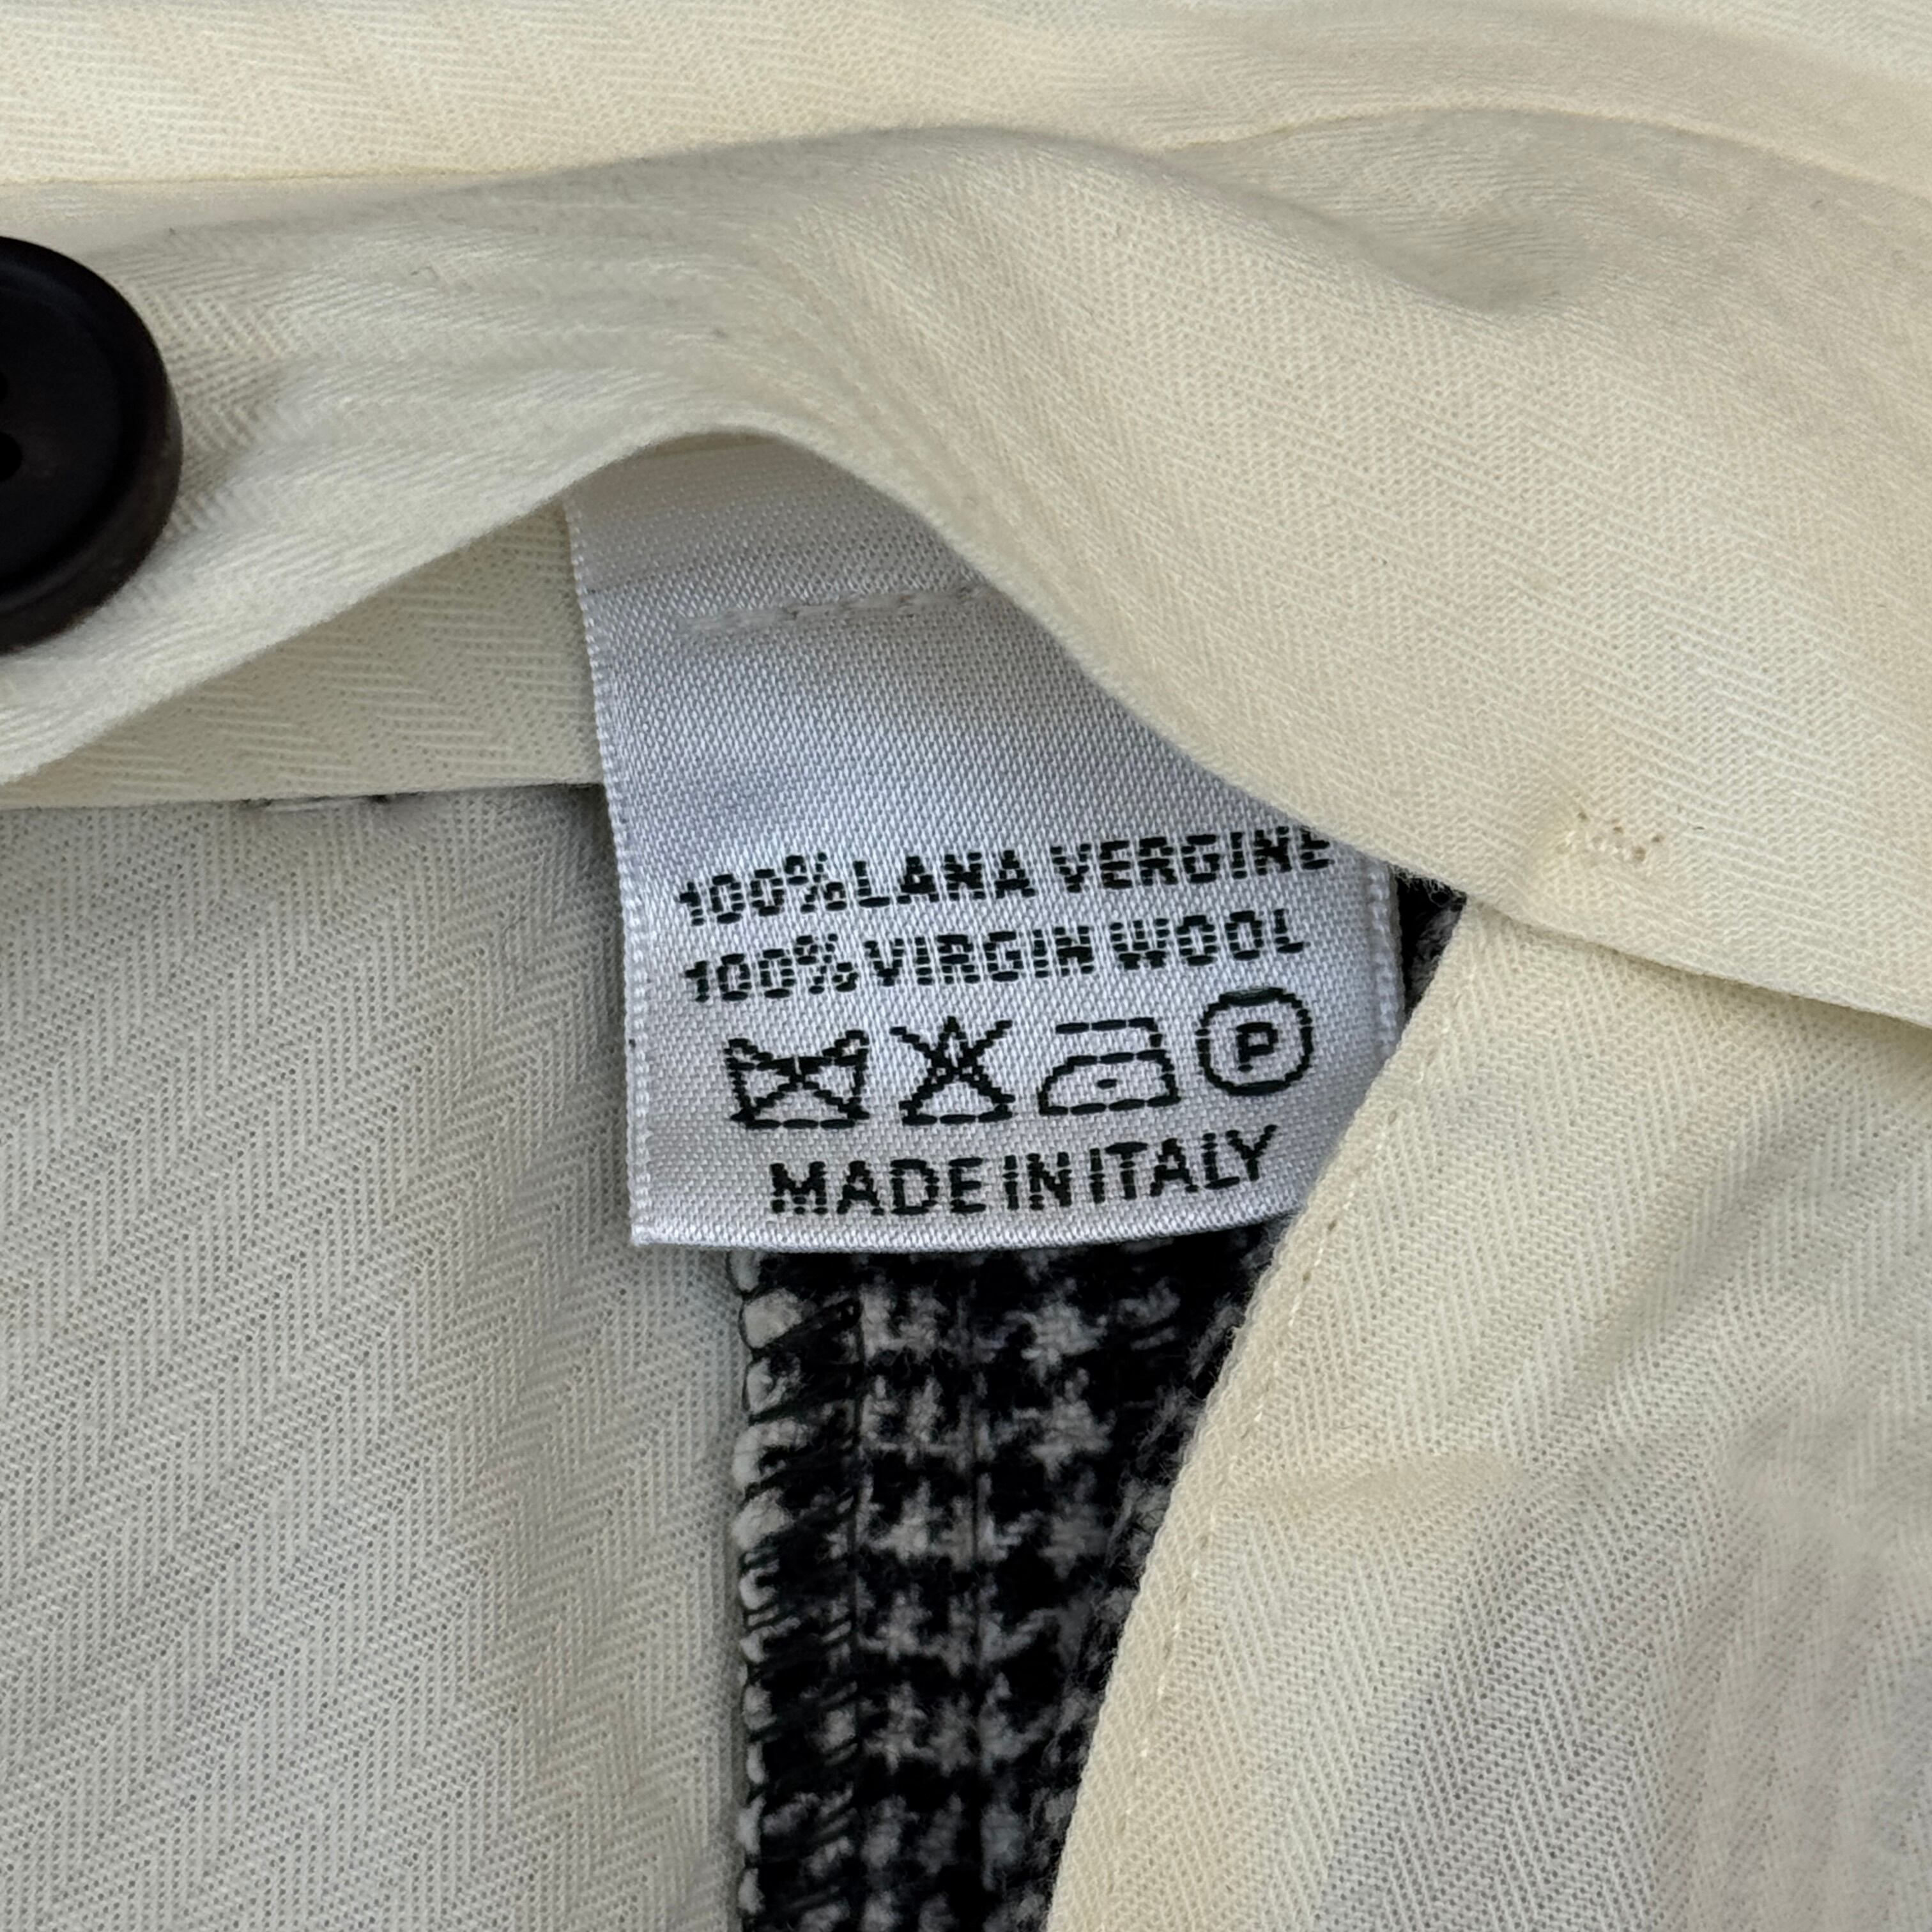 100% LANA VERGINE
100% VIRGIN WOOL
P
MADE IN ITALY